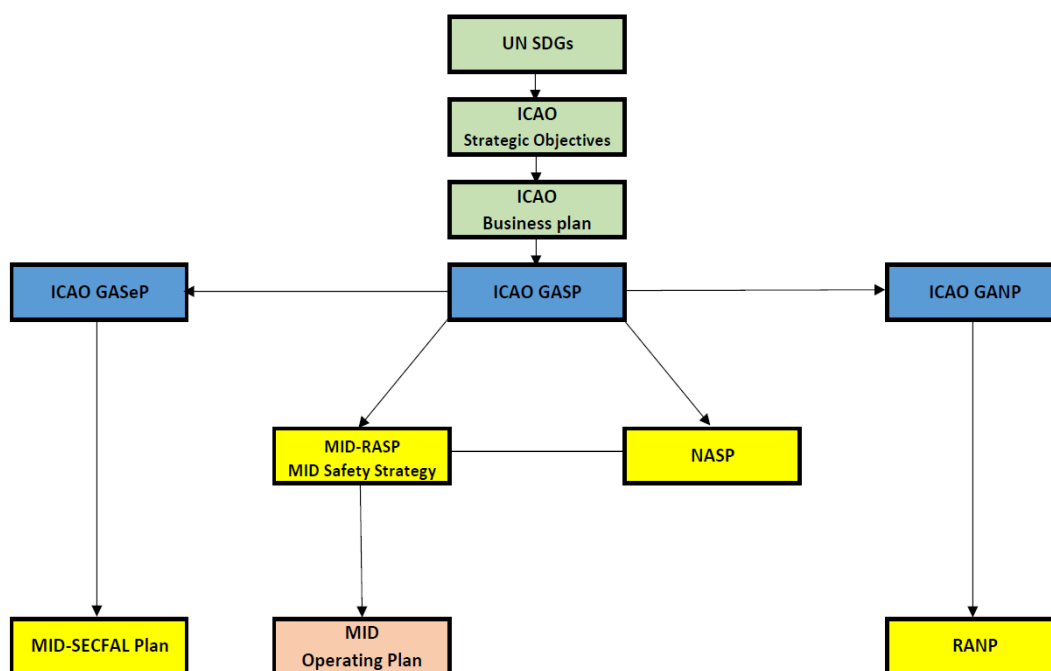 UN SDGs
ICAO
Strategic Objectives
ICAO
Business plan
ICAO GASeP
ICAO GASP
ICAO GANP
MID-RASP
MID Safety Strategy
NASP
MID-SECFAL Plan
MID
Operating Plan
RANP